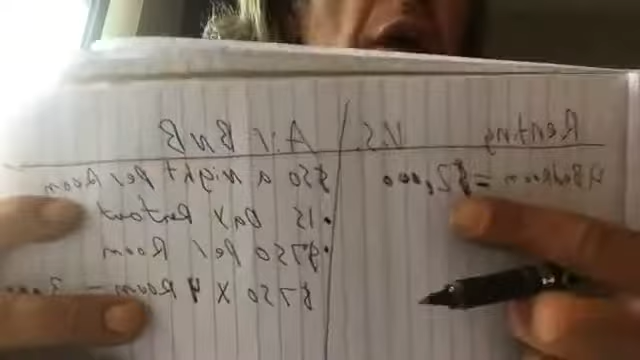 Renting VS. Air BnB
4 Bedroom = $2,000
$50 a night per Room
• 15 Day Rentout
• $750 per Room
$750 X 4 Room =